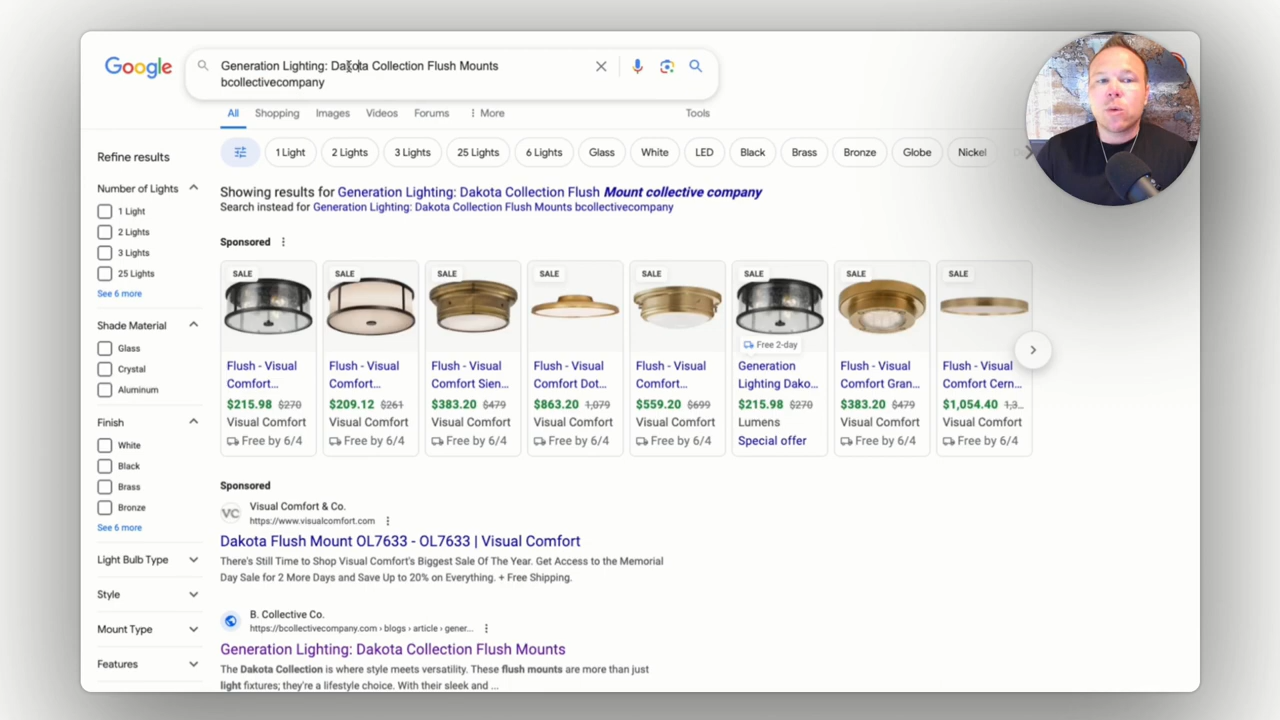 Google
Generation Lighting: Dakota Collection Flush Mounts
bcollectivecompany
All Shopping Images Videos Forums More Tools
1 Light 2 Lights 3 Lights 25 Lights 6 Lights Glass White LED Black Brass Bronze Globe Nickel
Refine results
Number of Lights
1 Light
2 Lights
3 Lights
25 Lights
See 6 more
Shade Material
Glass
Crystal
Aluminum
Finish
White
Black
Brass
Bronze
See 6 more
Light Bulb Type
Style
Mount Type
Features
Showing results for Generation Lighting: Dakota Collection Flush Mount collective company
Search instead for Generation Lighting: Dakota Collection Flush Mounts bcollectivecompany
Sponsored
SALE SALE SALE SALE SALE SALE SALE SALE
Free 2-day
Flush - Visual Flush - Visual Flush - Visual Flush - Visual Flush - Visual Generation Flush - Visual Flush - Visual
Comfort... Comfort... Comfort Sien... Comfort Dot... Comfort... Lighting Dako... Comfort Gran... Comfort Cern...
$215.98 $270 $209.12 $261 $383.20 $479 $863.20 1,079 $559.20 $699 $215.98 $270 $383.20 $479 $1,054.40 1,3...
Visual Comfort Visual Comfort Visual Comfort Visual Comfort Visual Comfort Lumens Visual Comfort Visual Comfort
Free by 6/4 Free by 6/4 Free by 6/4 Free by 6/4 Free by 6/4 Special offer Free by 6/4 Free by 6/4
Sponsored
VC
Visual Comfort & Co.
https://www.visualcomfort.com
Dakota Flush Mount OL7633 - OL7633 | Visual Comfort
There's Still Time to Shop Visual Comfort's Biggest Sale Of The Year. Get Access to the Memorial
Day Sale for 2 More Days and Save Up to 20% on Everything. + Free Shipping.
B. Collective Co.
https://bcollectivecompany.com › blogs › article › gener...
Generation Lighting: Dakota Collection Flush Mounts
The Dakota Collection is where style meets versatility. These flush mounts are more than just
light fixtures; they're a lifestyle choice. With their sleek and ...